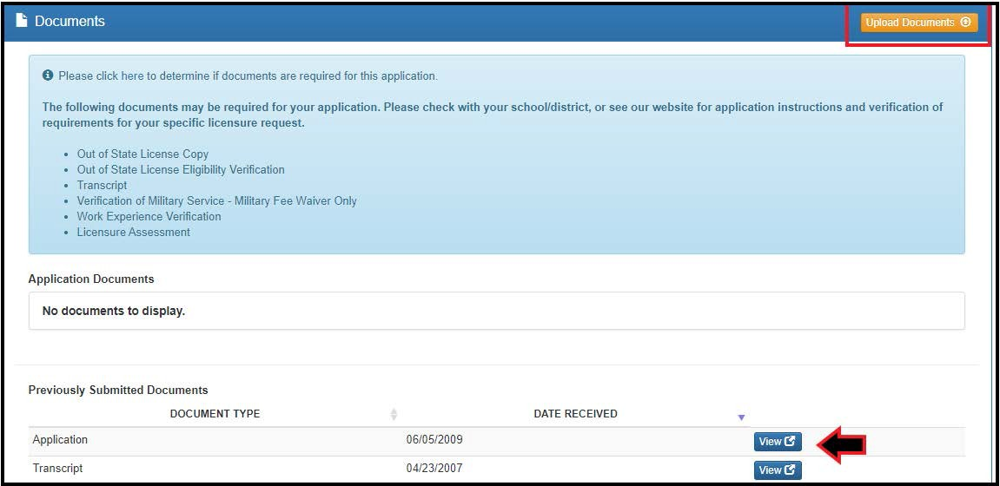 Documents
Upload Documents
Please click here to determine if documents are required for this application.
The following documents may be required for your application. Please check with your school/district, or see our website for application instructions and verification of
requirements for your specific licensure request.
Out of State License Copy
Out of State License Eligibility Verification
Transcript
Verification of Military Service - Military Fee Waiver Only
Work Experience Verification
Licensure Assessment
Application Documents
No documents to display.
Previously Submitted Documents
DOCUMENT TYPE DATE RECEIVED
Application 06/05/2009 View
Transcript 04/23/2007 View